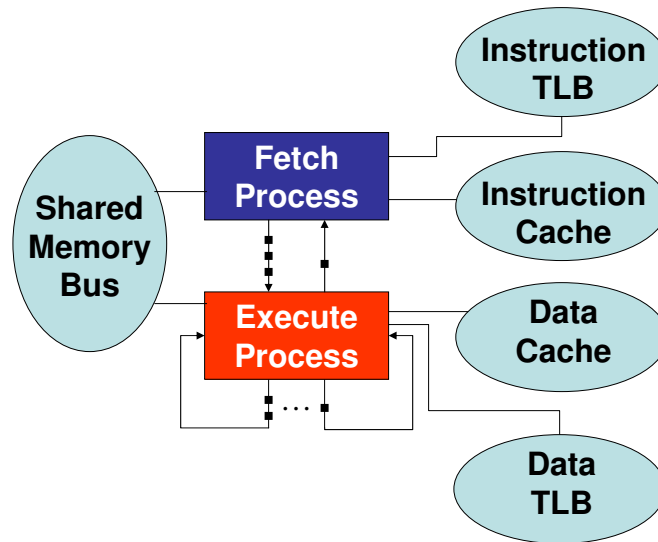 Instruction
TLB
Fetch
Process
Instruction
Cache
Shared
Memory
Bus
Execute
Process
Data
Cache
...
Data
TLB